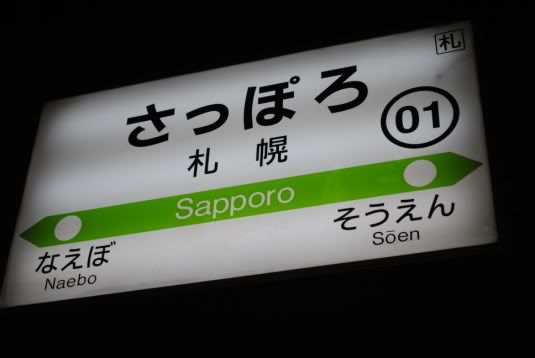 札
さっぽろ
01
札幌
Sapporo
なえぼ
Naebo
そうえん
Sōen